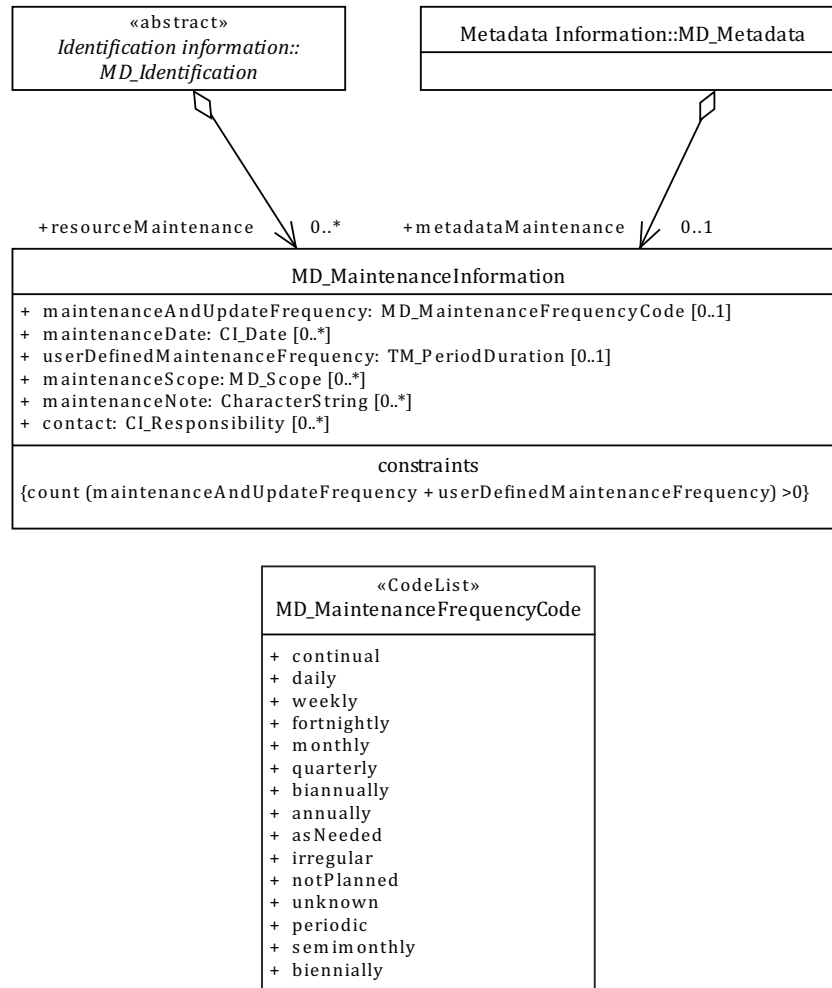 «abstract»
Identification information::
MD_Identification
Metadata Information::MD_Metadata
+resourceMaintenance 0..* +metadataMaintenance 0..1
MD_MaintenanceInformation
+ maintenanceAndUpdateFrequency: MD_MaintenanceFrequencyCode [0..1]
+ maintenanceDate: CI_Date [0..*]
+ userDefinedMaintenanceFrequency: TM_PeriodDuration [0..1]
+ maintenanceScope: MD_Scope [0..*]
+ maintenanceNote: CharacterString [0..*]
+ contact: CI_Responsibility [0..*]
constraints
{count (maintenanceAndUpdateFrequency + userDefinedMaintenanceFrequency) >0}
«CodeList»
MD_MaintenanceFrequencyCode
+ continual
+ daily
+ weekly
+ fortnightly
+ monthly
+ quarterly
+ biannually
+ annually
+ asNeeded
+ irregular
+ notPlanned
+ unknown
+ periodic
+ semimonthly
+ biennially